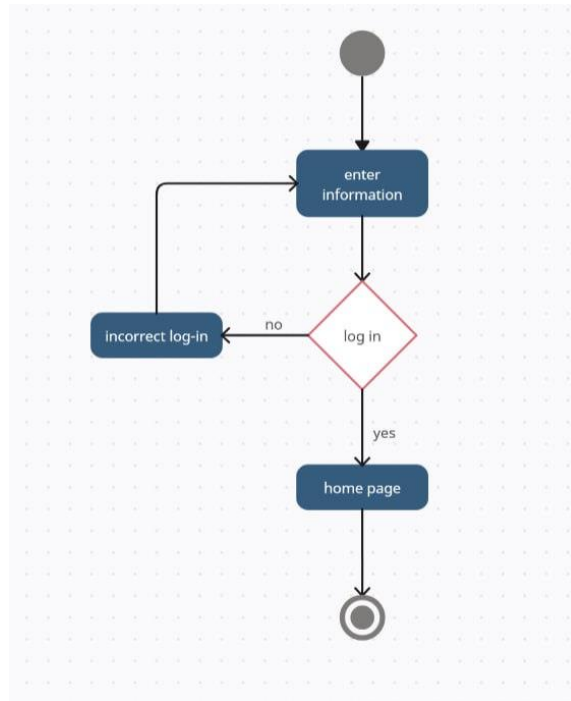 enter
information
log in
no
incorrect log-in
yes
home page